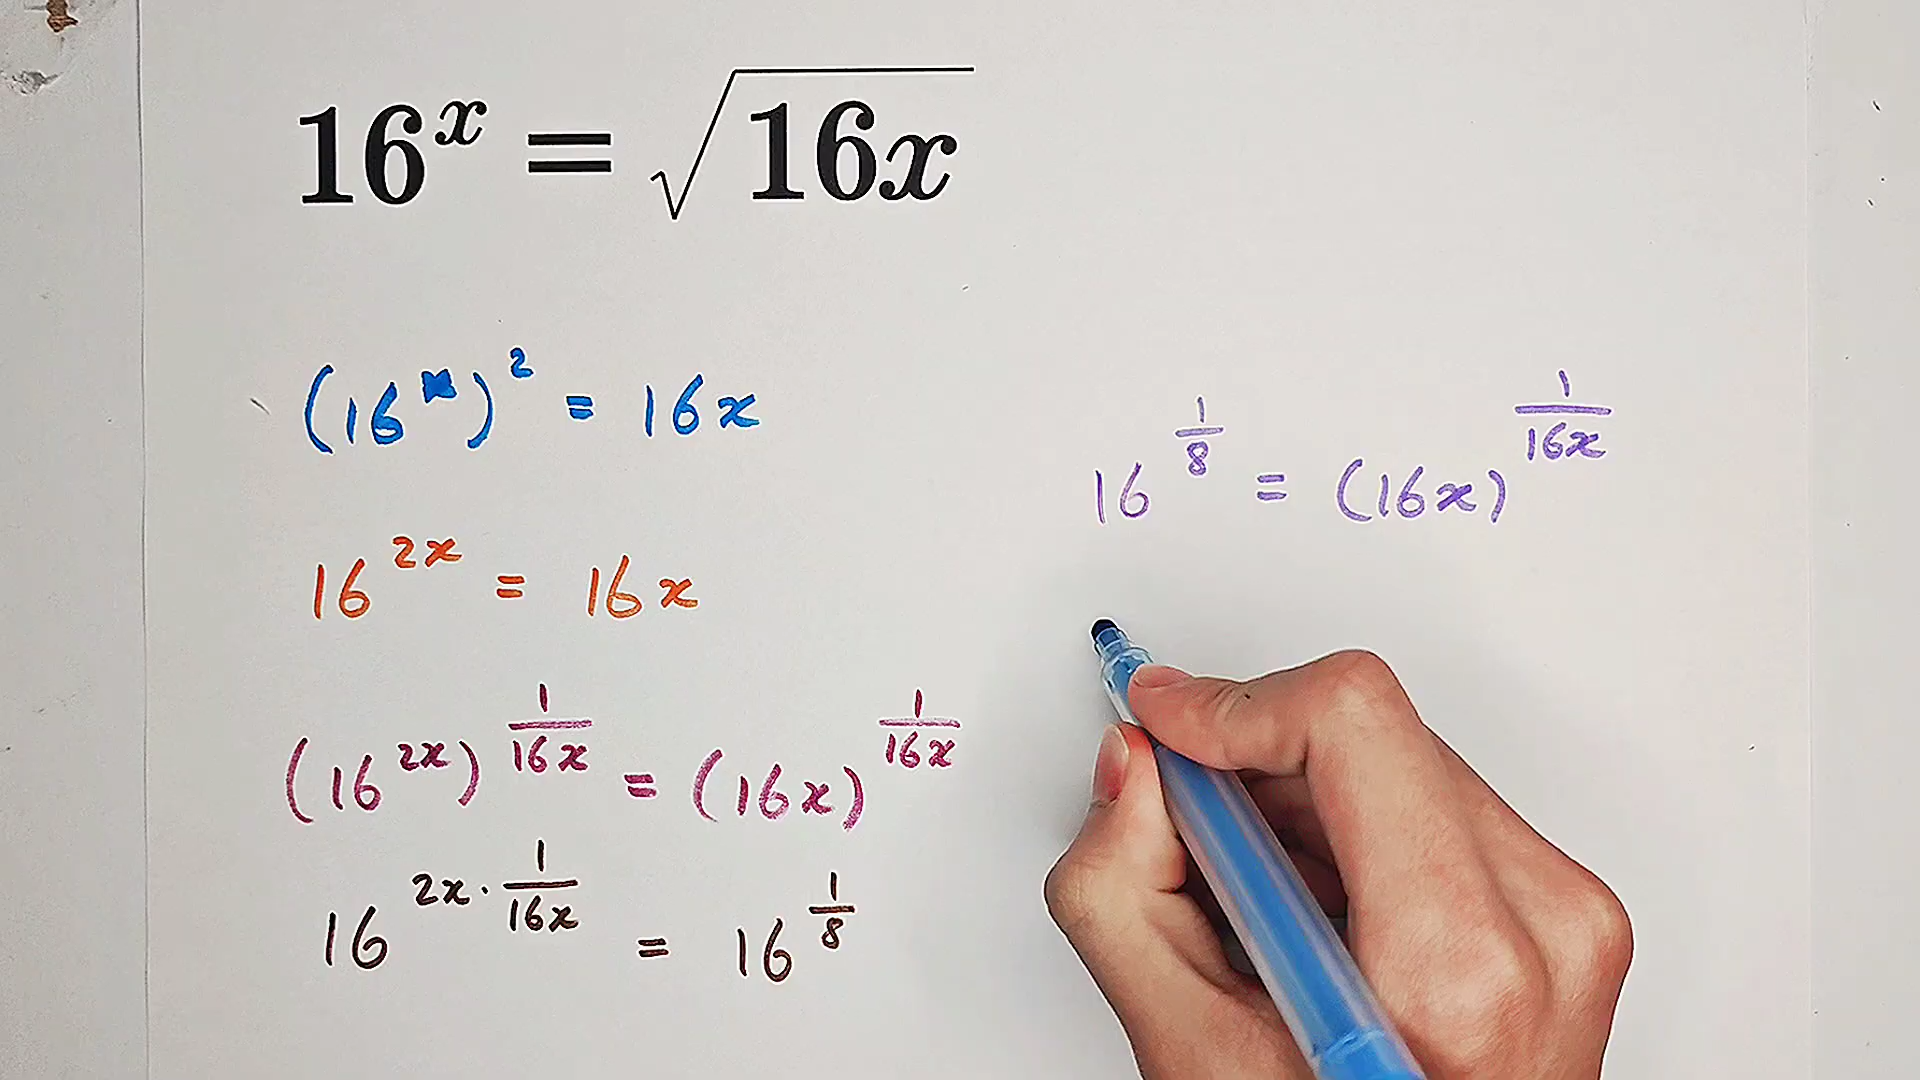 16^x = √(16x)
(16^x)^2 = 16x
16^(2x) = 16x
(16^(2x))^(1/(16x)) = (16x)^(1/(16x))
16^(2x · 1/(16x)) = 16^(1/8)
16^(1/8) = (16x)^(1/(16x))